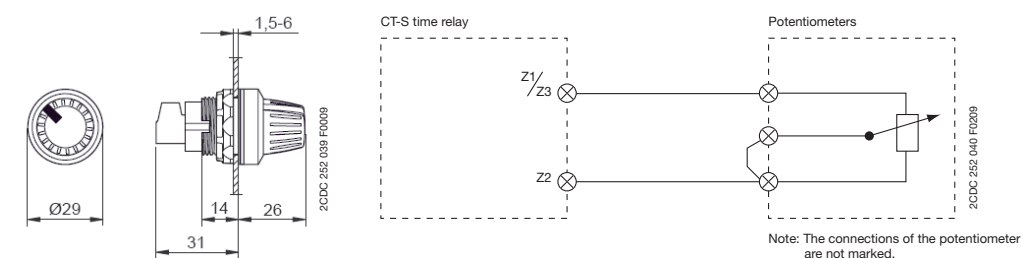 1,5-6
Ø29
14
26
31
2CDC 252 039 F0009
CT-S time relay
Z1/
Z3
Z2
Potentiometers
2CDC 252 040 F0209
Note: The connections of the potentiometer
are not marked.